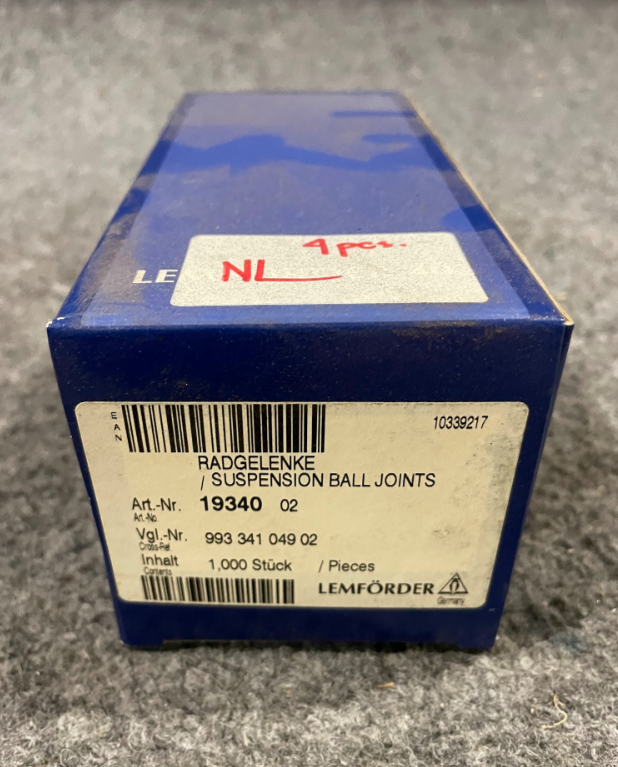 4 pcs.
NL
LE
EAN
10339217
RADGELENKE
/ SUSPENSION BALL JOINTS
Art.-Nr. 19340 02
Art.-No.
Vgl.-Nr. 993 341 049 02
Cross-Ref.
Inhalt 1,000 Stück / Pieces
Contents
LEMFÖRDER
Germany